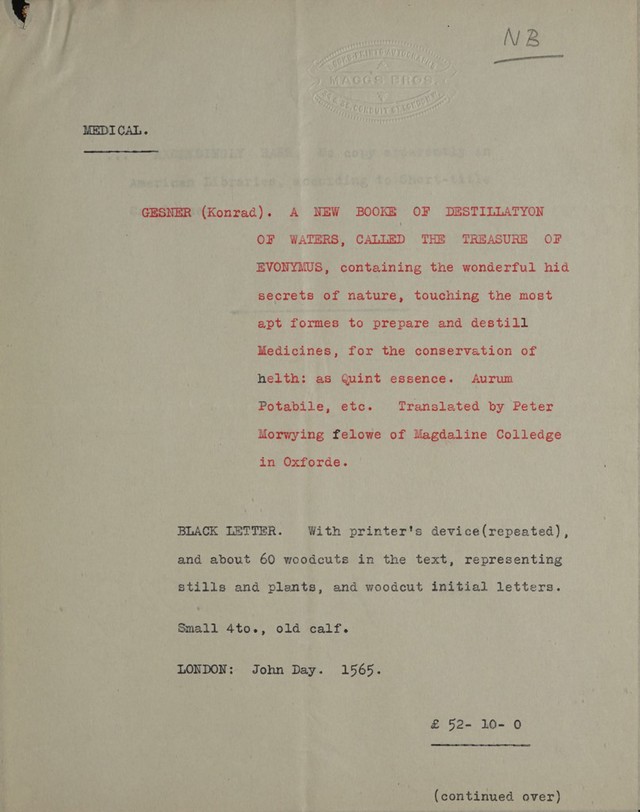 NB
MAGGS BROS.
MEDICAL.
GESNER (Konrad). A NEW BOOKE OF DESTILLATYON
OF WATERS, CALLED THE TREASURE OF
EVONYMUS, containing the wonderful hid
secrets of nature, touching the most
apt formes to prepare and destill
Medicines, for the conservation of
helth: as Quint essence. Aurum
Potabile, etc. Translated by Peter
Morwying felowe of Magdaline Colledge
in Oxforde.
BLACK LETTER. With printer's device(repeated),
and about 60 woodcuts in the text, representing
stills and plants, and woodcut initial letters.
Small 4to., old calf.
LONDON: John Day. 1565.
£ 52- 10- 0
(continued over)